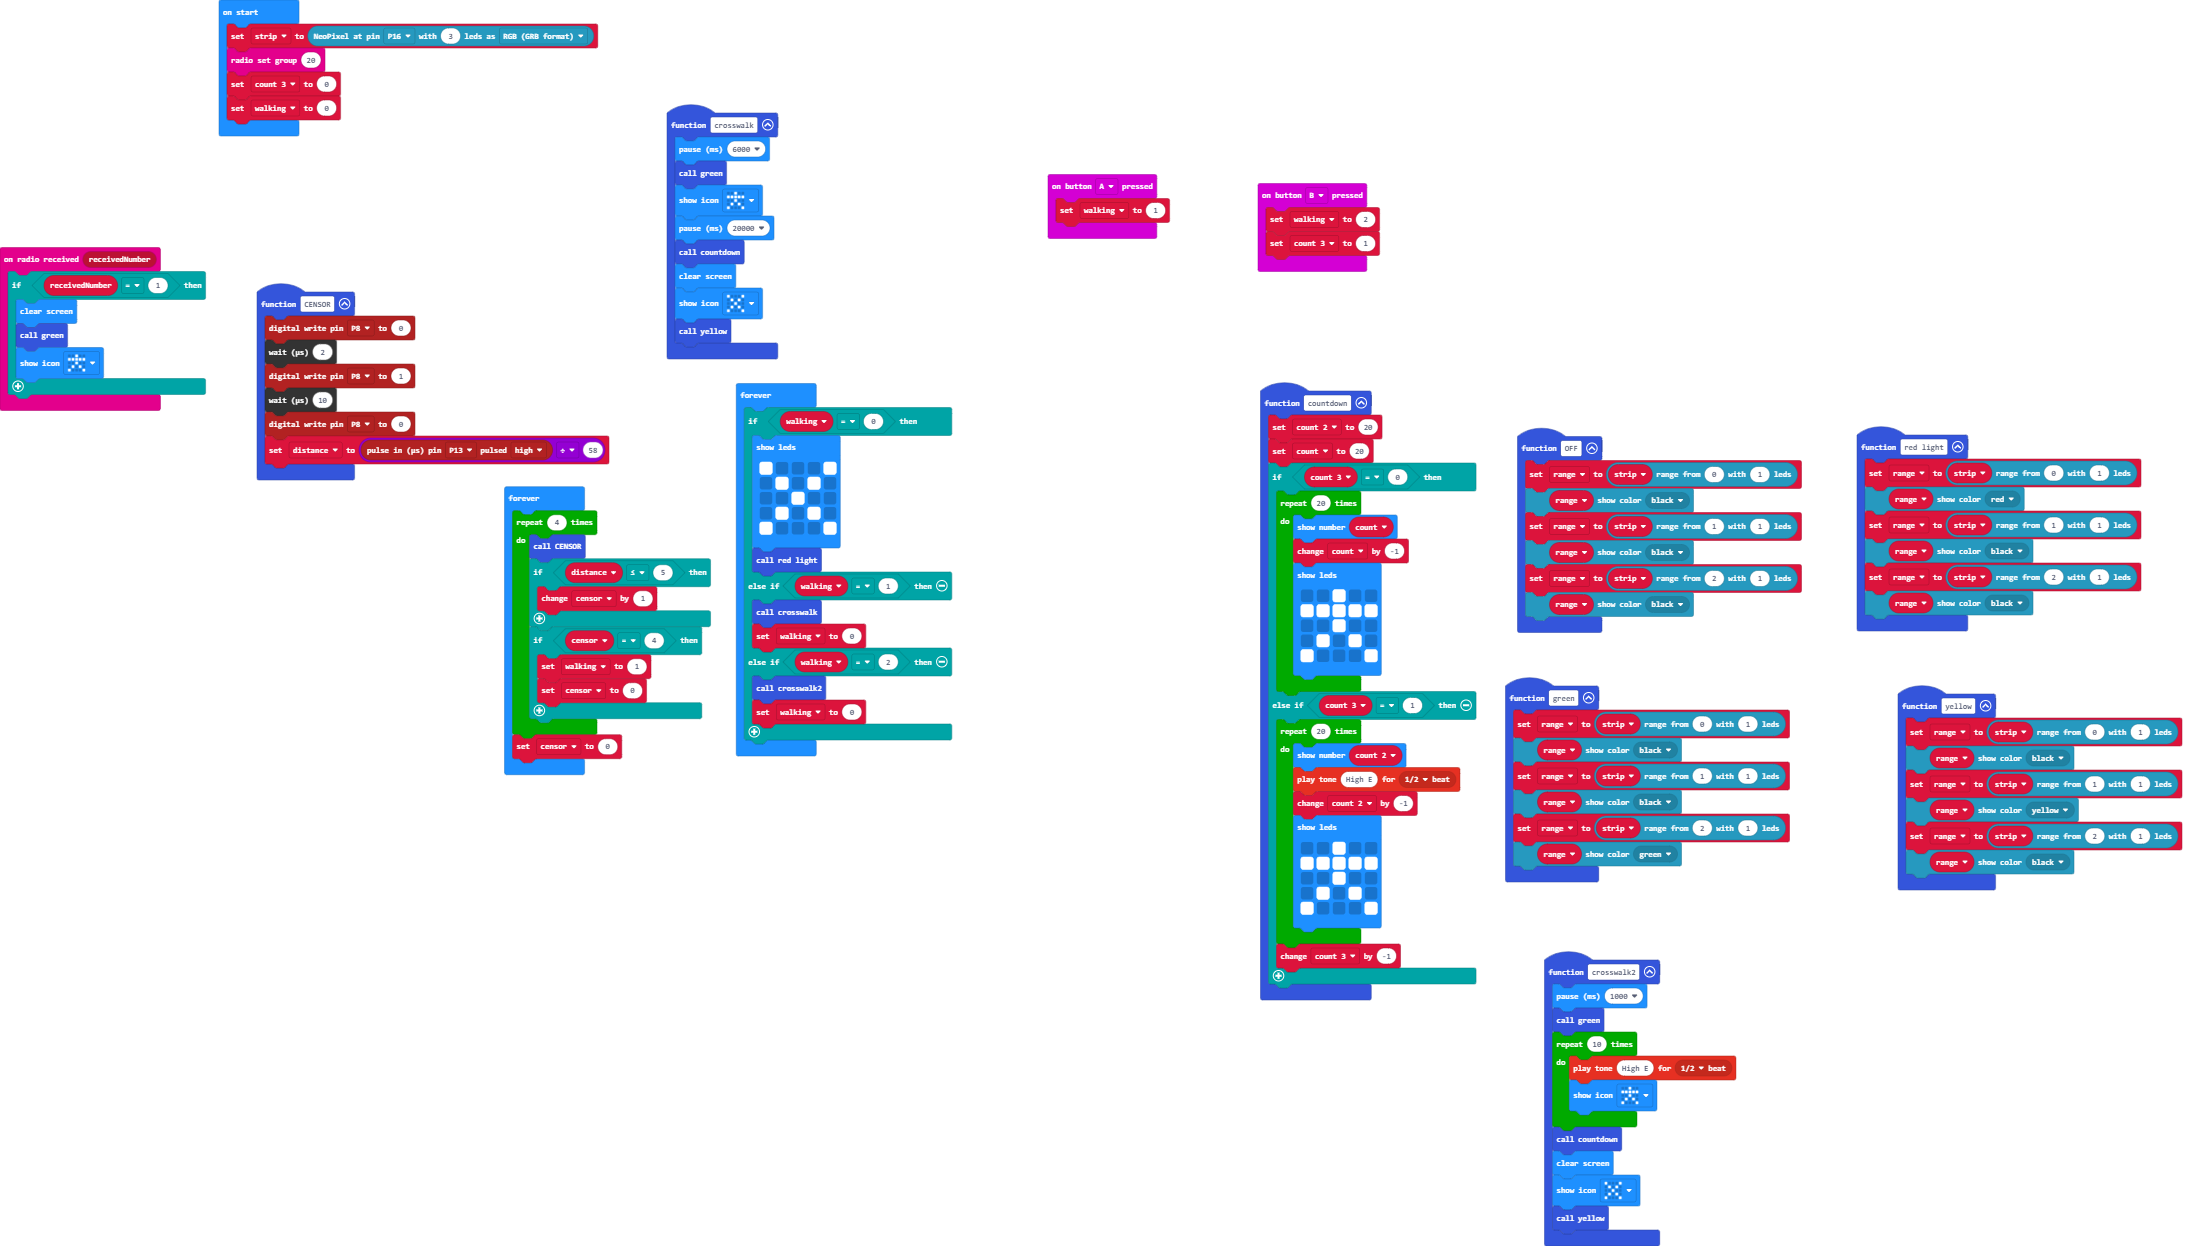 on start
set strip to NeoPixel at pin P16 with 3 leds as RGB (GRB format)
radio set group 20
set count 3 to 0
set walking to 0
on radio received receivedNumber
if receivedNumber = 1 then
clear screen
call green
show icon
function CENSOR
digital write pin P8 to 0
wait (µs) 2
digital write pin P8 to 1
wait (µs) 10
digital write pin P8 to 0
set distance to pulse in (µs) pin P13 pulsed high ÷ 58
forever
repeat 4 times
do call CENSOR
if distance ≤ 5 then
change censor by 1
if censor = 4 then
set walking to 1
set censor to 0
set censor to 0
function crosswalk
pause (ms) 6000
call green
show icon
pause (ms) 20000
call countdown
clear screen
show icon
call yellow
forever
if walking = 0 then
show leds
call red light
else if walking = 1 then
call crosswalk
set walking to 0
else if walking = 2 then
call crosswalk2
set walking to 0
on button A pressed
set walking to 1
on button B pressed
set walking to 2
set count 3 to 1
function countdown
set count 2 to 20
set count to 20
if count 3 = 0 then
repeat 20 times
do show number count
change count by -1
show leds
else if count 3 = 1 then
repeat 20 times
do show number count 2
play tone High E for 1/2 beat
change count 2 by -1
show leds
change count 3 by -1
function OFF
set range to strip range from 0 with 1 leds
range show color black
set range to strip range from 1 with 1 leds
range show color black
set range to strip range from 2 with 1 leds
range show color black
function red light
set range to strip range from 0 with 1 leds
range show color red
set range to strip range from 1 with 1 leds
range show color black
set range to strip range from 2 with 1 leds
range show color black
function green
set range to strip range from 0 with 1 leds
range show color black
set range to strip range from 1 with 1 leds
range show color black
set range to strip range from 2 with 1 leds
range show color green
function yellow
set range to strip range from 0 with 1 leds
range show color black
set range to strip range from 1 with 1 leds
range show color yellow
set range to strip range from 2 with 1 leds
range show color black
function crosswalk2
pause (ms) 1000
call green
repeat 10 times
do play tone High E for 1/2 beat
show icon
call countdown
clear screen
show icon
call yellow